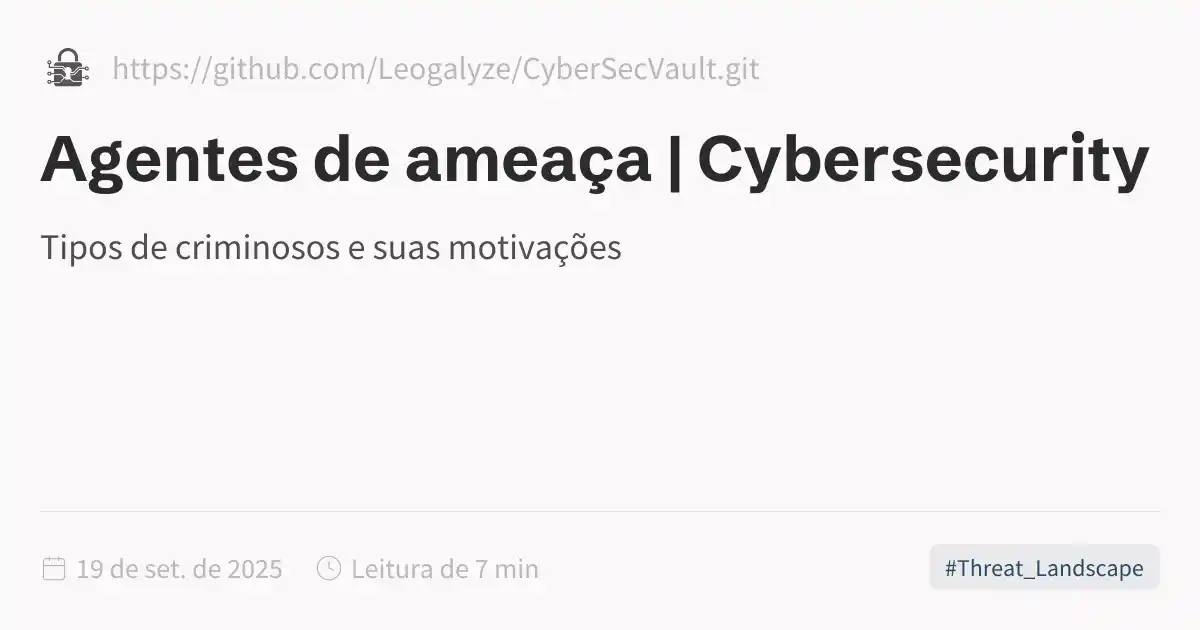 https://github.com/Leogalyze/CyberSecVault.git
Agentes de ameaça | Cybersecurity
Tipos de criminosos e suas motivações
19 de set. de 2025
Leitura de 7 min
#Threat_Landscape